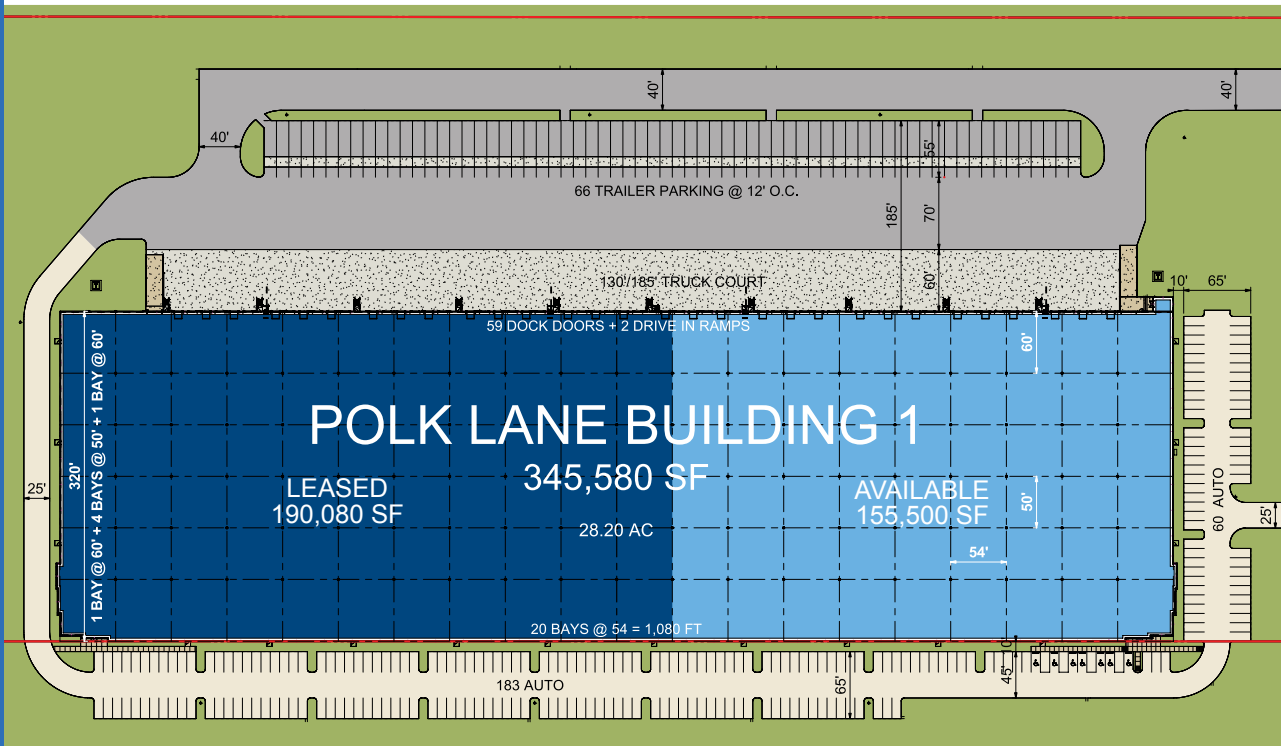 40'
40'
40'
55'
66 TRAILER PARKING @ 12' O.C.
185'
70'
130'/185' TRUCK COURT
60'
10'
65'
59 DOCK DOORS + 2 DRIVE IN RAMPS
60'
1 BAY @ 60' + 4 BAYS @ 50' + 1 BAY @ 60'
320'
POLK LANE BUILDING 1
345,580 SF
LEASED
190,080 SF
AVAILABLE
155,500 SF
28.20 AC
25'
50'
54'
60 AUTO
25'
20 BAYS @ 54 = 1,080 FT
10'
45'
65'
183 AUTO